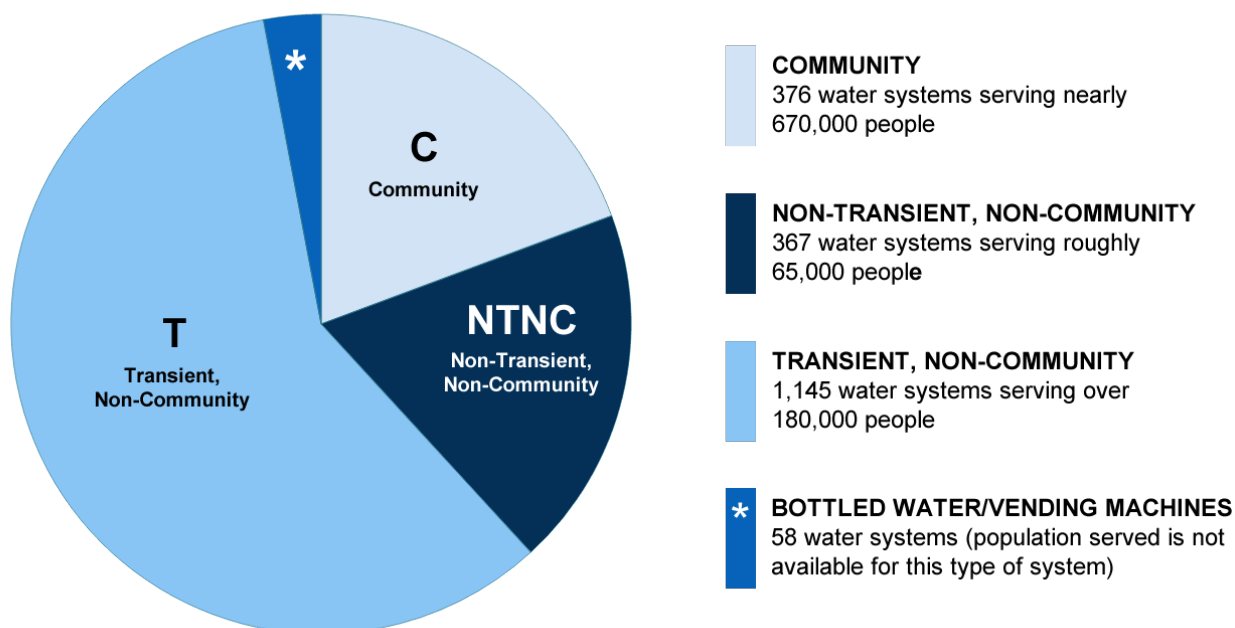 *
C
Community
NTNC
Non-Transient,
Non-Community
T
Transient,
Non-Community
COMMUNITY
376 water systems serving nearly
670,000 people
NON-TRANSIENT, NON-COMMUNITY
367 water systems serving roughly
65,000 people
TRANSIENT, NON-COMMUNITY
1,145 water systems serving over
180,000 people
*
BOTTLED WATER/VENDING MACHINES
58 water systems (population served is not
available for this type of system)